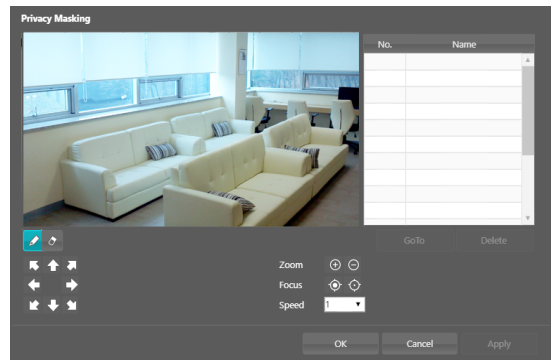 Privacy Masking
No. Name
GoTo Delete
Zoom
Focus
Speed 1
OK Cancel Apply